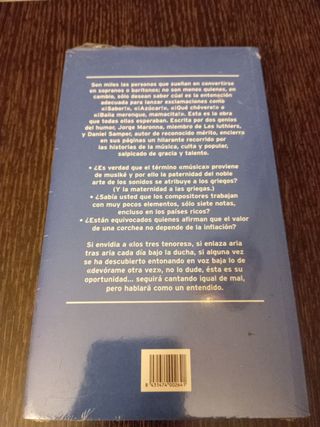 Son miles las personas que sueñan en convertirse
en sopranos o barítonos; no son menos quienes, en
cambio, sólo desean saber cuál es la entonación
adecuada para lanzar exclamaciones como
«¡Sabor!», «¡Azúcar!», «¡Qué chévere!» o
«¡Baila merengue, mamacita!». Esta es la obra
que todas ellas esperaban. Escrita por dos genios
del humor, Jorge Maronna, miembro de Les luthiers,
y Daniel Samper, autor de reconocido mérito, encierra
en sus páginas un hilarante recorrido por
las historias de la música, culta y popular,
salpicado de gracia y talento.
• ¿Es verdad que el término «música» proviene
de musiké y por ello la paternidad del noble
arte de los sonidos se atribuye a los griegos?
(Y la maternidad a las griegas.)
• ¿Sabía usted que los compositores trabajan
con muy pocos elementos, sólo siete notas,
incluso en los países ricos?
• ¿Están equivocados quienes afirman que el valor
de una corchea no depende de la inflación?
Si envidia a «los tres tenores», si enlaza aria
tras aria cada día bajo la ducha, si alguna vez
se ha descubierto entonando en voz baja lo de
«devórame otra vez», no lo dude, ésta es su
oportunidad... seguirá cantando igual de mal,
pero hablará como un entendido.
8 433474 000264